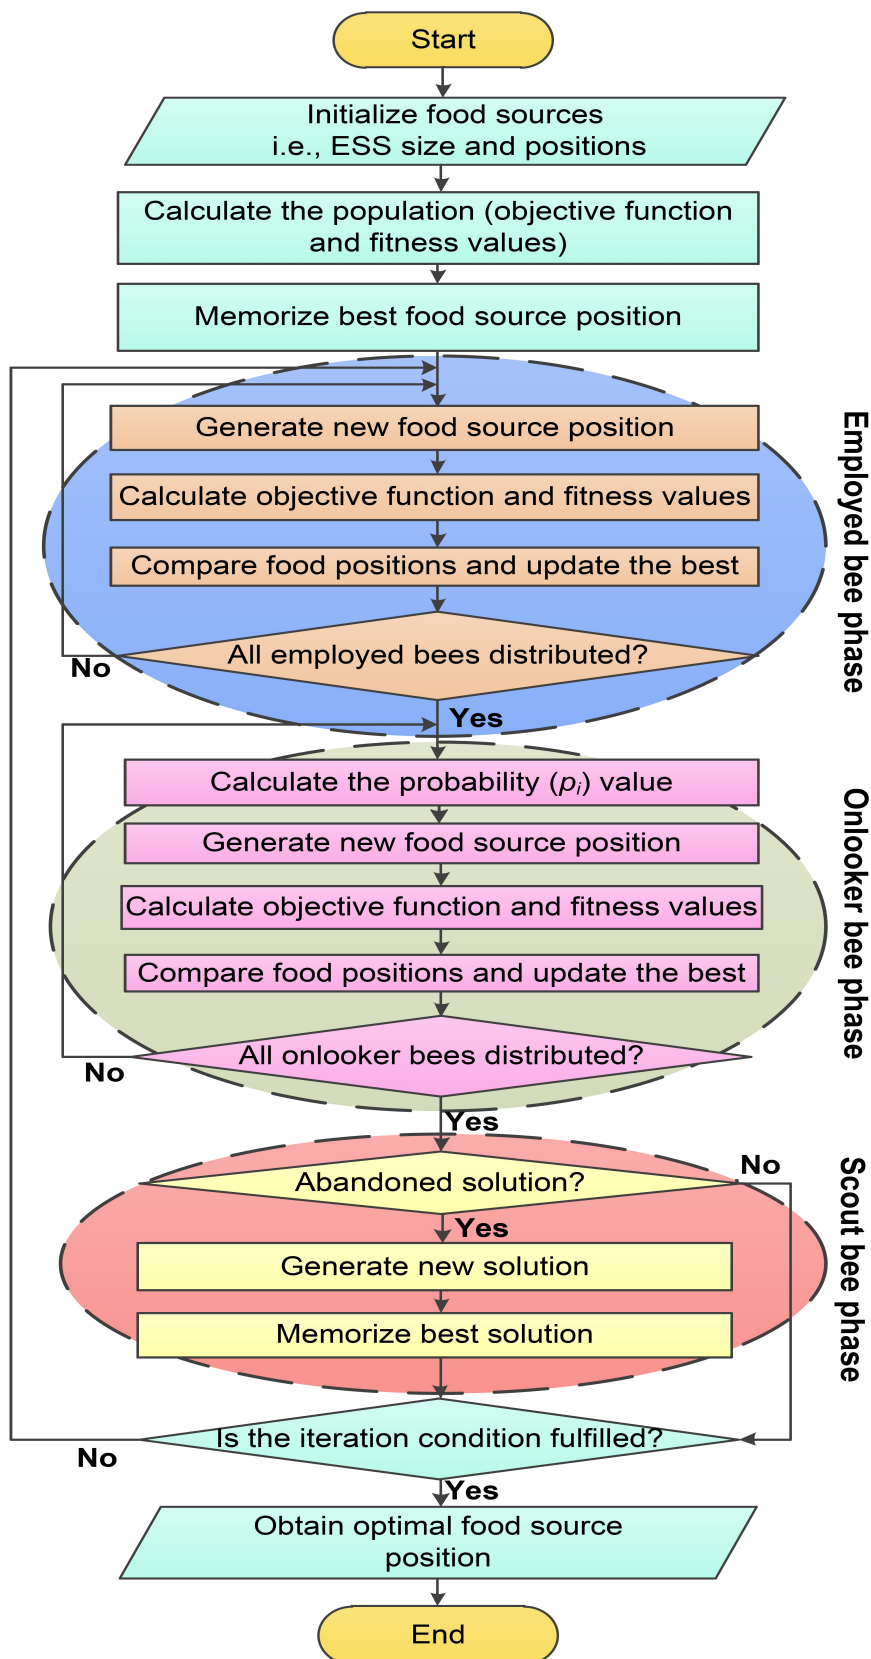 Start
Initialize food sources
i.e., ESS size and positions
Calculate the population (objective function
and fitness values)
Memorize best food source position
Employed bee phase
Generate new food source position
Calculate objective function and fitness values
Compare food positions and update the best
All employed bees distributed?
No
Yes
Onlooker bee phase
Calculate the probability (pᵢ) value
Generate new food source position
Calculate objective function and fitness values
Compare food positions and update the best
All onlooker bees distributed?
No
Yes
Scout bee phase
Abandoned solution?
No
Yes
Generate new solution
Memorize best solution
Is the iteration condition fulfilled?
No
Yes
Obtain optimal food source
position
End